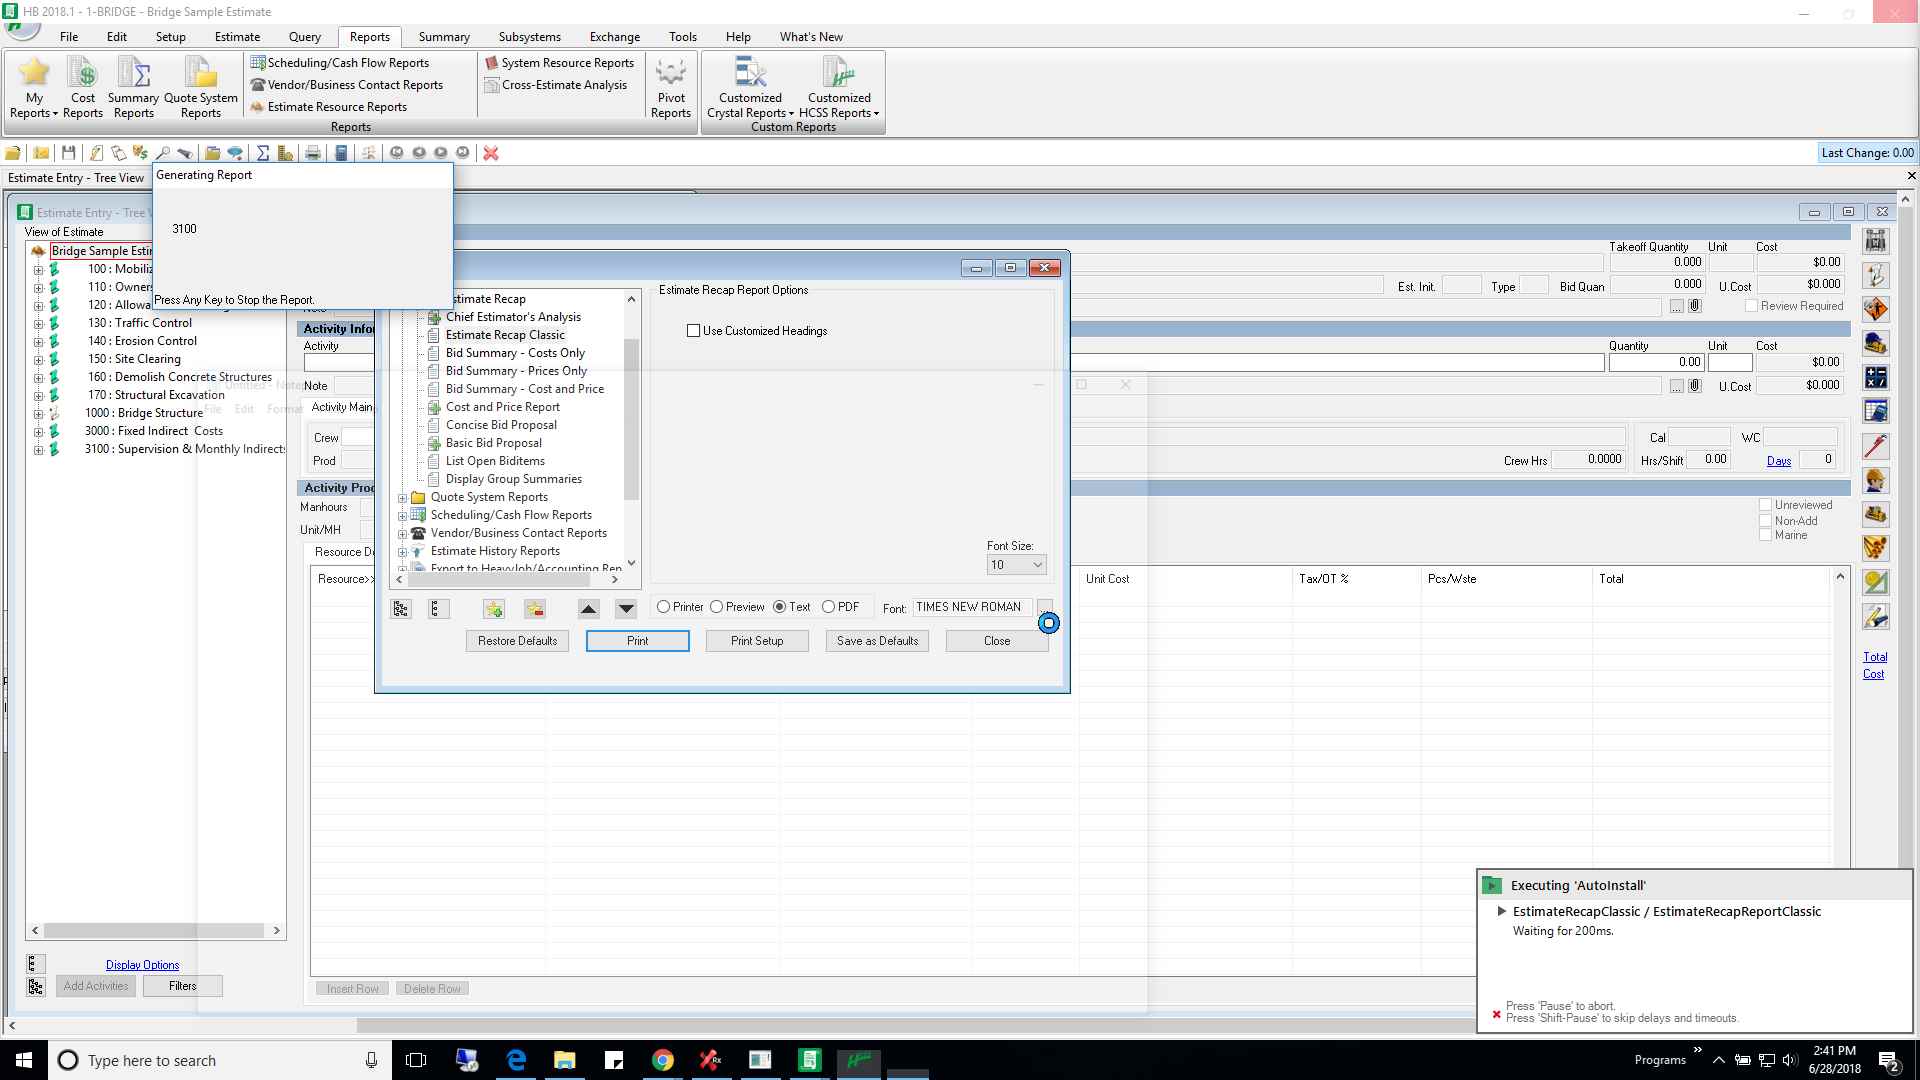 HB 2018.1 - 1-BRIDGE - Bridge Sample Estimate
File Edit Setup Estimate Query Reports Summary Subsystems Exchange Tools Help What's New
My Reports
Cost Reports
Summary Reports
Quote System Reports
Scheduling/Cash Flow Reports
Vendor/Business Contact Reports
Estimate Resource Reports
Reports
System Resource Reports
Cross-Estimate Analysis
Pivot Reports
Customized Crystal Reports
Customized HCSS Reports
Custom Reports
Last Change: 0.00
Estimate Entry - Tree View
Generating Report
3100
Press Any Key to Stop the Report.
Estimate Entry - Tree V
View of Estimate
Bridge Sample Estim
100 : Mobiliz
110 : Owners
120 : Allowa
130 : Traffic Control
140 : Erosion Control
150 : Site Clearing
160 : Demolish Concrete Structures
170 : Structural Excavation
1000 : Bridge Structure
3000 : Fixed Indirect Costs
3100 : Supervision & Monthly Indirects
Display Options
Add Activities Filters
Takeoff Quantity Unit Cost
0.000 $0.00
Est. Init. Type Bid Quan 0.000 U.Cost $0.000
Review Required
Activity Infor
Activity
Quantity Unit Cost
0.00 $0.00
Note
U.Cost $0.000
Untitled - Note
File Edit Format
Activity Main
Crew
Prod
Cal WC
Crew Hrs 0.0000 Hrs/Shift 0.00 Days 0
Activity Proc
Manhours
Unit/MH
Unreviewed
Non-Add
Marine
Resource De
Resource>> Unit Cost Tax/OT % Pcs/Wste Total
Insert Row Delete Row
Total Cost
stimate Recap
Chief Estimator's Analysis
Estimate Recap Classic
Bid Summary - Costs Only
Bid Summary - Prices Only
Bid Summary - Cost and Price
Cost and Price Report
Concise Bid Proposal
Basic Bid Proposal
List Open Biditems
Display Group Summaries
Quote System Reports
Scheduling/Cash Flow Reports
Vendor/Business Contact Reports
Estimate History Reports
Export to HeavyJob/Accounting Rep
Estimate Recap Report Options
Use Customized Headings
Font Size:
10
Printer Preview Text PDF Font: TIMES NEW ROMAN ...
Restore Defaults Print Print Setup Save as Defaults Close
Executing 'AutoInstall'
EstimateRecapClassic / EstimateRecapReportClassic
Waiting for 200ms.
Press 'Pause' to abort.
Press 'Shift-Pause' to skip delays and timeouts.
Type here to search
Programs
2:41 PM
6/28/2018
2